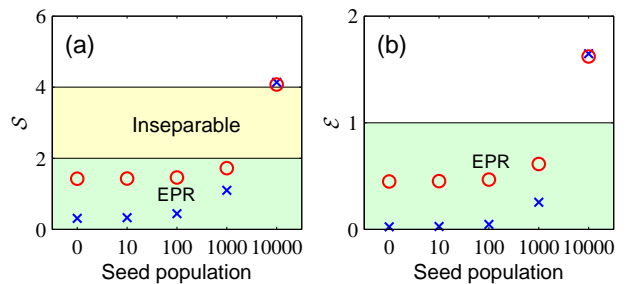 (a)
6
4
2
0
S
Inseparable
EPR
0 10 100 1000 10000
Seed population
(b)
2
1
0
ε
EPR
0 10 100 1000 10000
Seed population